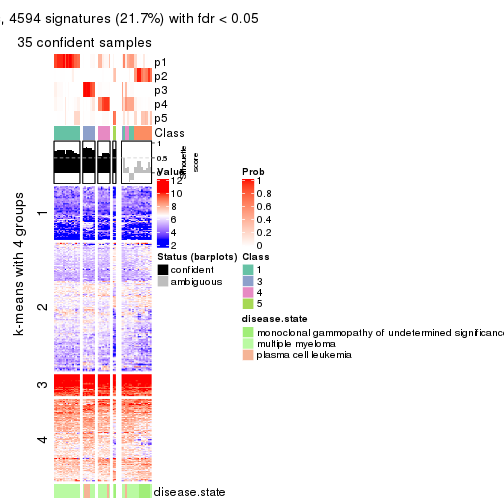 , 4594 signatures (21.7%) with fdr < 0.05
35 confident samples
p1
p2
p3
p4
p5
Class
1
0.5
0
Silhouette
score
k-means with 4 groups
1
2
3
4
disease.state
Value
12
10
8
6
4
2
Prob
1
0.8
0.6
0.4
0.2
0
Status (barplots)
confident
ambiguous
Class
1
3
4
5
disease.state
monoclonal gammopathy of undetermined significance
multiple myeloma
plasma cell leukemia